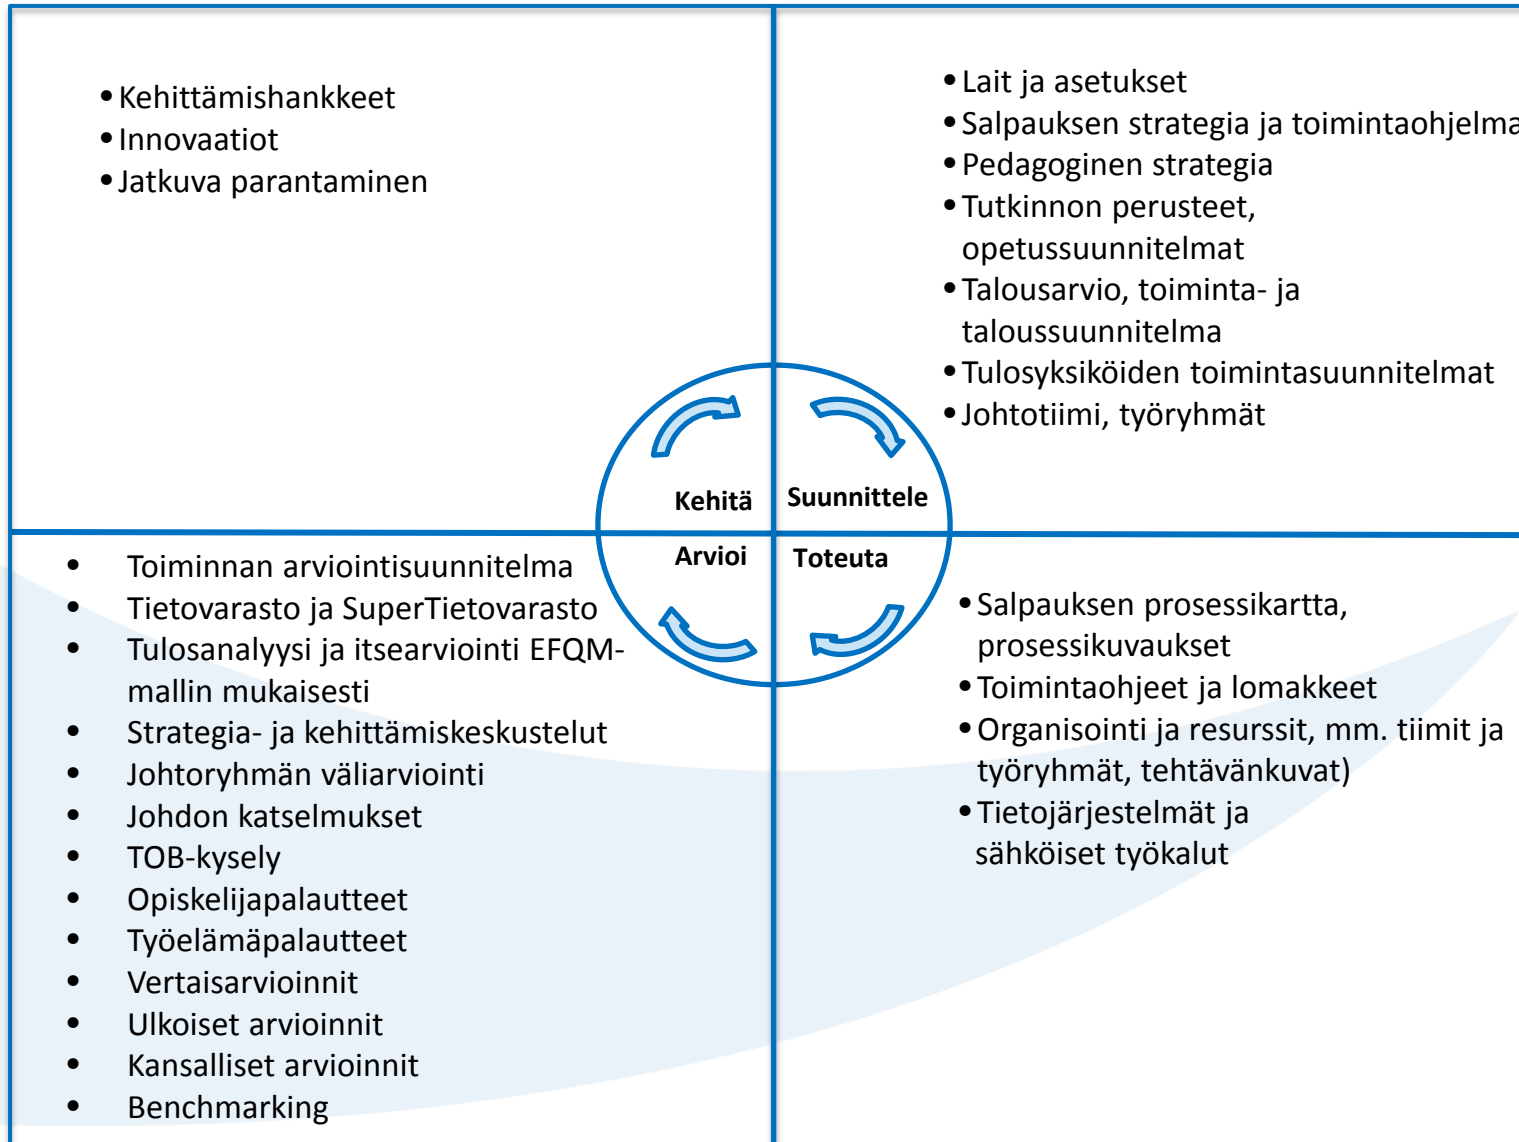 • Kehittämishankkeet
• Innovaatiot
• Jatkuva parantaminen
• Lait ja asetukset
• Salpauksen strategia ja toimintaohjelma
• Pedagoginen strategia
• Tutkinnon perusteet,
opetussuunnitelmat
• Talousarvio, toiminta- ja
taloussuunnitelma
• Tulosyksiköiden toimintasuunnitelmat
• Johtotiimi, työryhmät
Kehitä
Suunnittele
Arvioi
Toteuta
• Toiminnan arviointisuunnitelma
• Tietovarasto ja SuperTietovarasto
• Tulosanalyysi ja itsearviointi EFQM-
mallin mukaisesti
• Strategia- ja kehittämiskeskustelut
• Johtoryhmän väliarviointi
• Johdon katselmukset
• TOB-kysely
• Opiskelijapalautteet
• Työelämäpalautteet
• Vertaisarvioinnit
• Ulkoiset arvioinnit
• Kansalliset arvioinnit
• Benchmarking
• Salpauksen prosessikartta,
prosessikuvaukset
• Toimintaohjeet ja lomakkeet
• Organisointi ja resurssit, mm. tiimit ja
työryhmät, tehtävänkuvat)
• Tietojärjestelmät ja
sähköiset työkalut